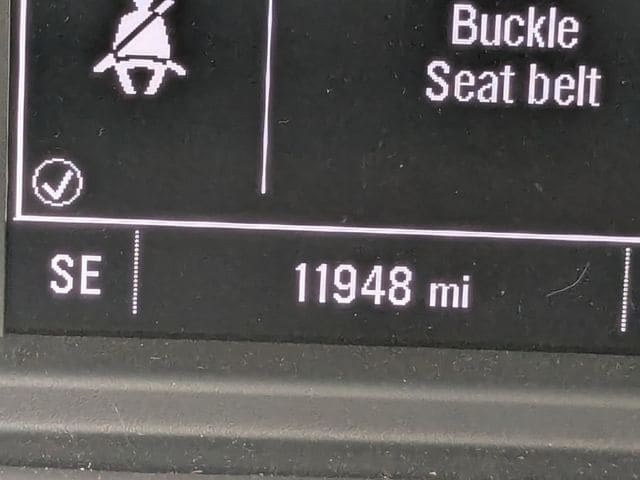 Buckle
Seat belt
SE
11948 mi